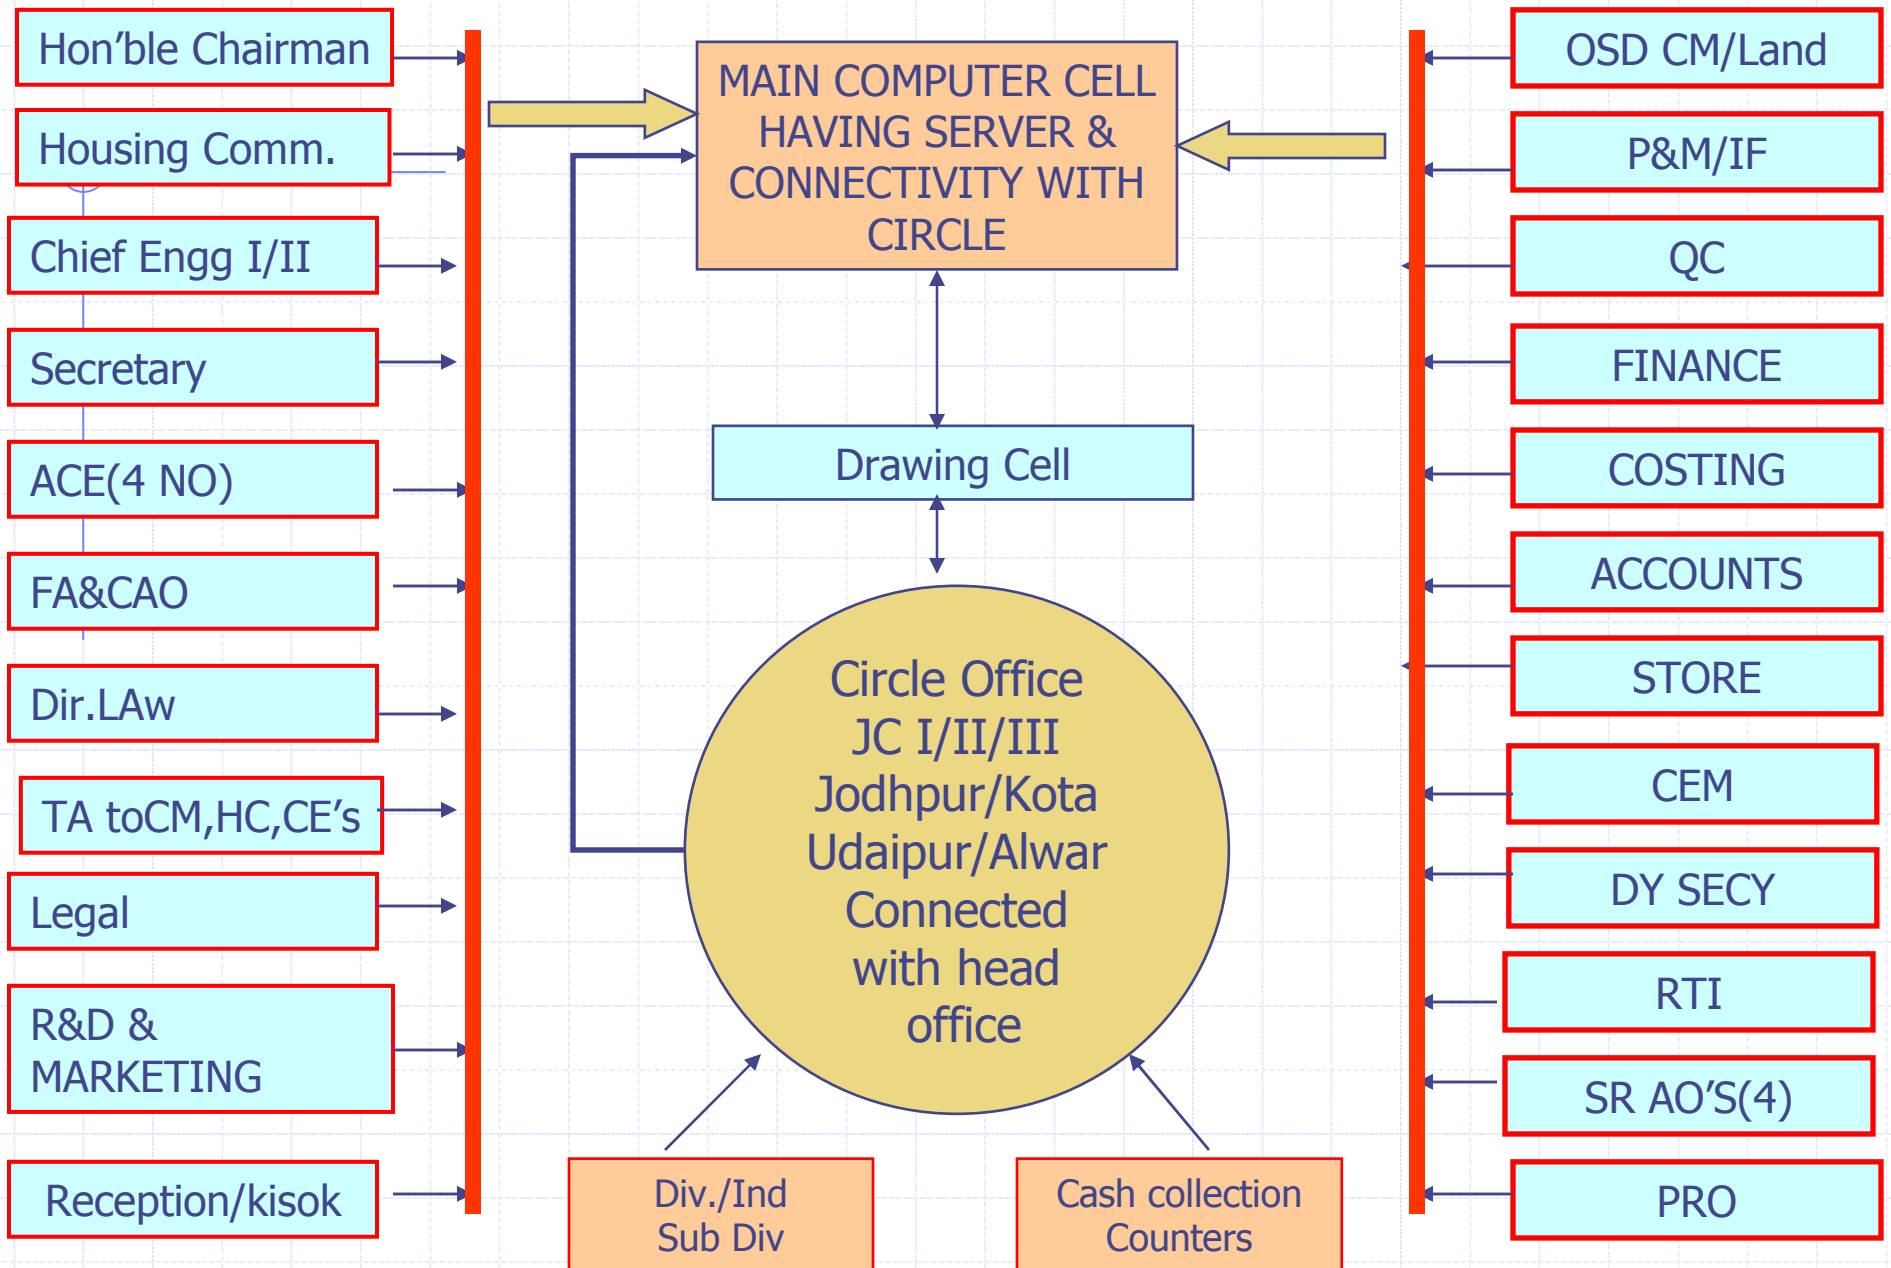 Hon’ble Chairman
Housing Comm.
Chief Engg I/II
Secretary
ACE(4 NO)
FA&CAO
Dir.LAw
TA toCM,HC,CE’s
Legal
R&D &
MARKETING
Reception/kisok
MAIN COMPUTER CELL
HAVING SERVER &
CONNECTIVITY WITH
CIRCLE
Drawing Cell
Circle Office
JC I/II/III
Jodhpur/Kota
Udaipur/Alwar
Connected
with head
office
Div./Ind
Sub Div
Cash collection
Counters
OSD CM/Land
P&M/IF
QC
FINANCE
COSTING
ACCOUNTS
STORE
CEM
DY SECY
RTI
SR AO’S(4)
PRO